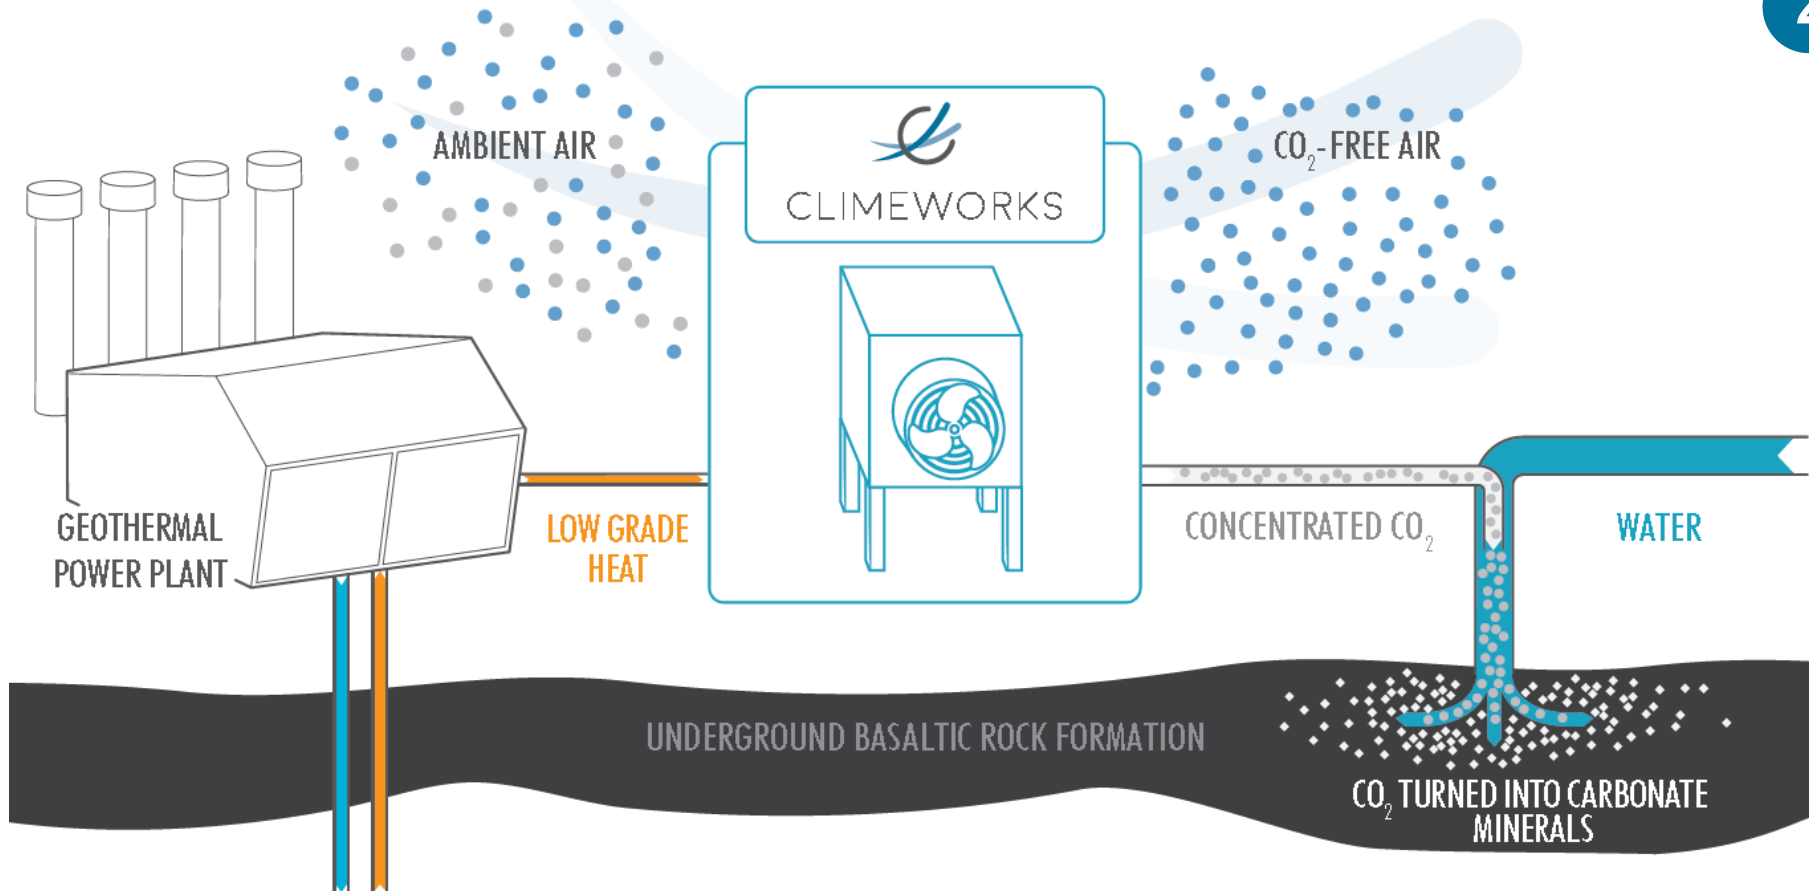 AMBIENT AIR
CLIMEWORKS
CO₂-FREE AIR
GEOTHERMAL
POWER PLANT
LOW GRADE
HEAT
CONCENTRATED CO₂
WATER
UNDERGROUND BASALTIC ROCK FORMATION
CO₂ TURNED INTO CARBONATE
MINERALS